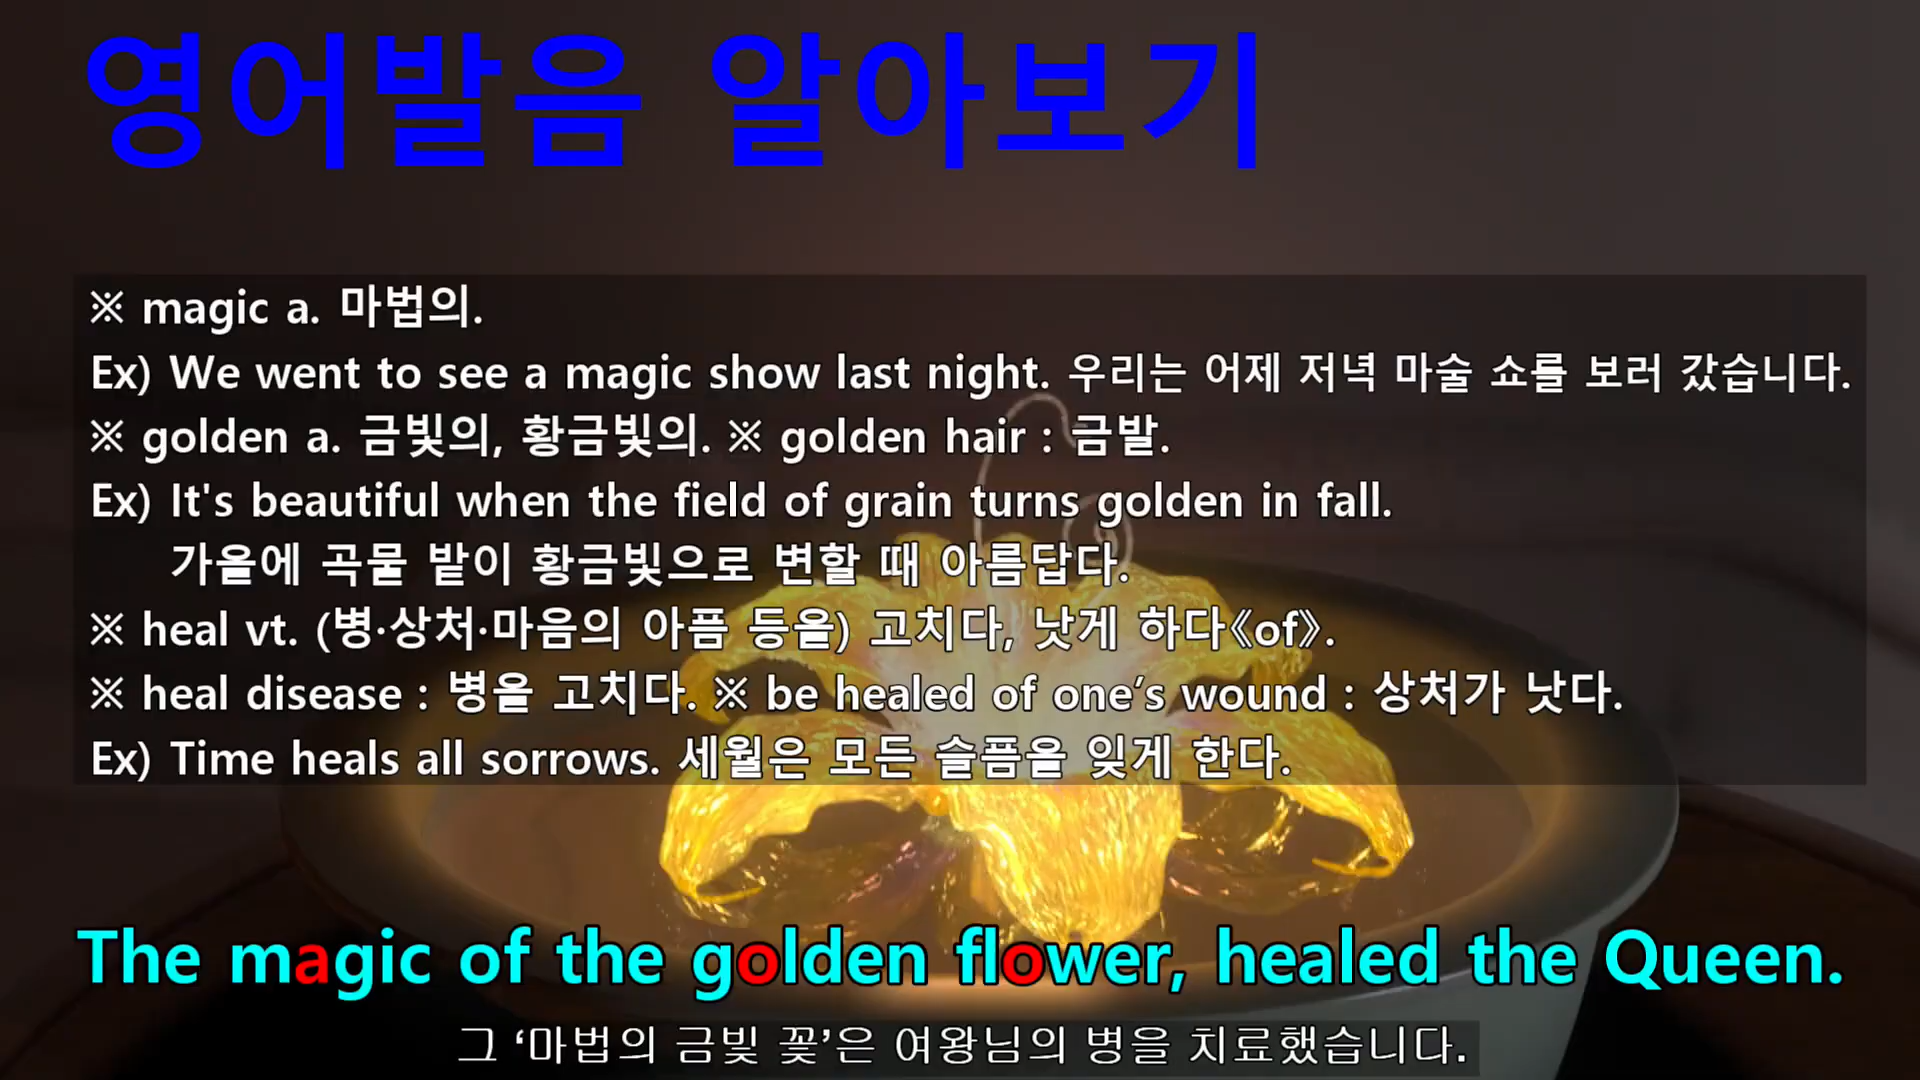 영어발음 알아보기
※ magic a. 마법의.
Ex) We went to see a magic show last night. 우리는 어제 저녁 마술 쇼를 보러 갔습니다.
※ golden a. 금빛의, 황금빛의. ※ golden hair : 금발.
Ex) It's beautiful when the field of grain turns golden in fall.
가을에 곡물 밭이 황금빛으로 변할 때 아름답다.
※ heal vt. (병·상처·마음의 아픔 등을) 고치다, 낫게 하다《of》.
※ heal disease : 병을 고치다. ※ be healed of one’s wound : 상처가 낫다.
Ex) Time heals all sorrows. 세월은 모든 슬픔을 잊게 한다.
The magic of the golden flower, healed the Queen.
그 ‘마법의 금빛 꽃’은 여왕님의 병을 치료했습니다.